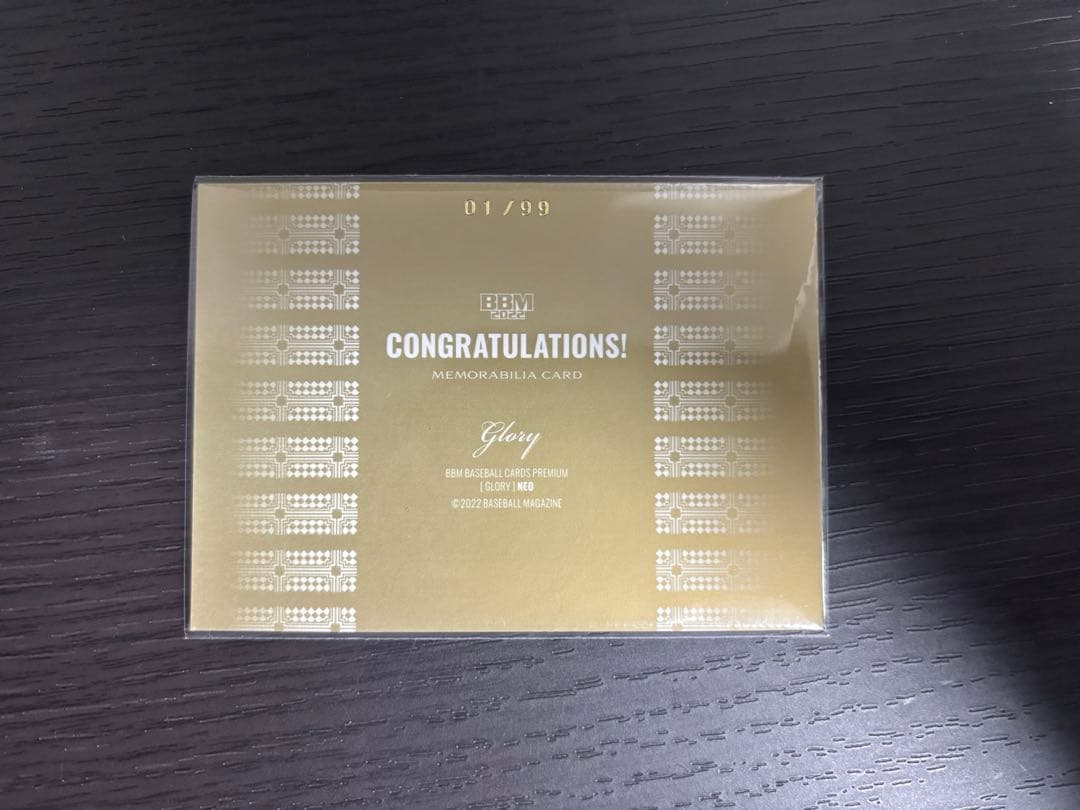 01/99
BBM
2022
CONGRATULATIONS!
MEMORABILIA CARD
Glory
BBM BASEBALL CARDS PREMIUM
[ GLORY ] NEO
©2022 BASEBALL MAGAZINE